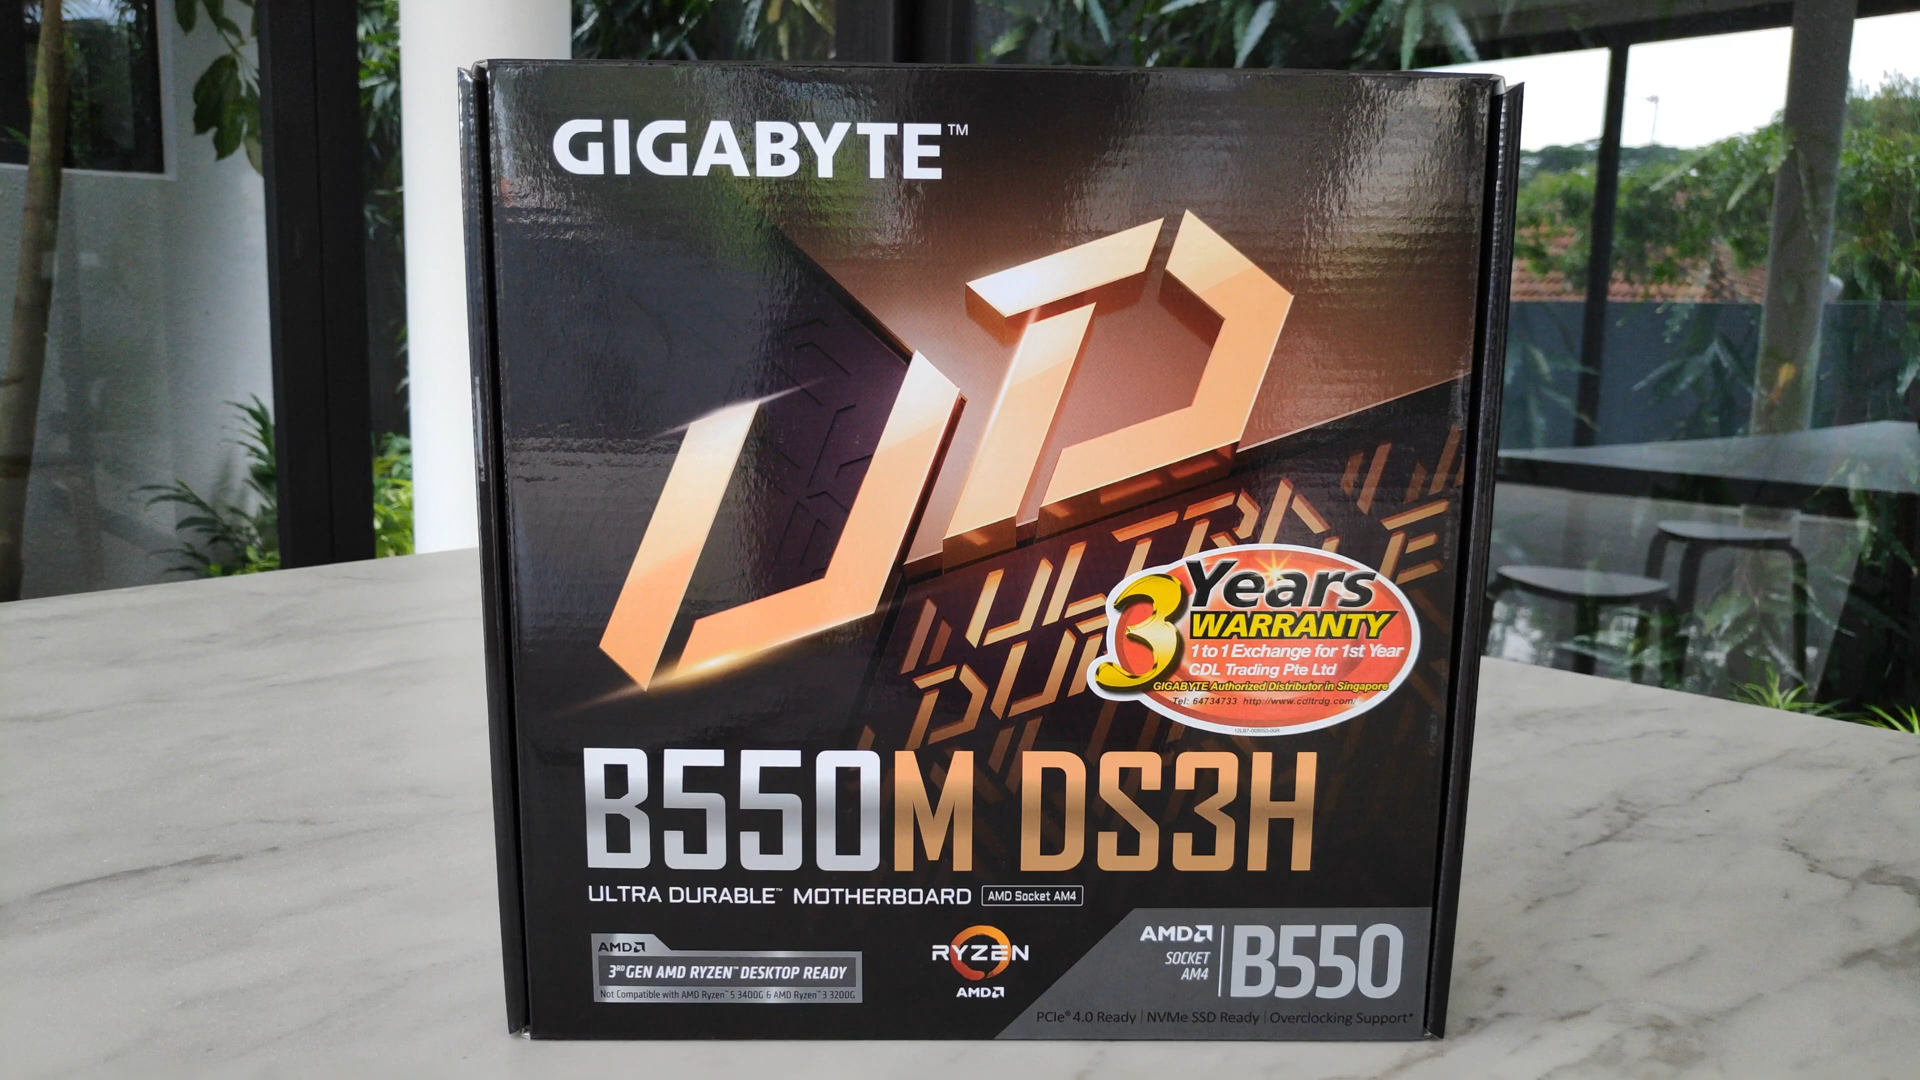 GIGABYTE™
UD
ULTRA
DUR
3 Years
WARRANTY
1 to 1 Exchange for 1st Year
CDL Trading Pte Ltd
GIGABYTE Authorized Distributor in Singapore
Tel: 64734733 http://www.cdltrdg.com/
B550M DS3H
ULTRA DURABLE™ MOTHERBOARD AMD Socket AM4
AMD
3RD GEN AMD RYZEN™ DESKTOP READY
Not Compatible with AMD Ryzen™ 5 3400G & AMD Ryzen™ 3 3200G
RYZEN
AMD
AMD
SOCKET
AM4
B550
PCIe® 4.0 Ready | NVMe SSD Ready | Overclocking Support*